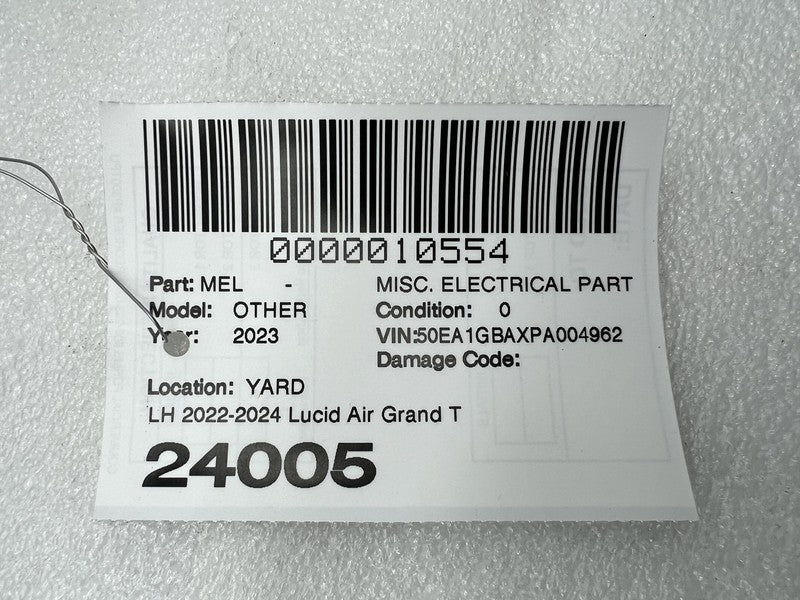 0000010554
Part: MEL - MISC. ELECTRICAL PART
Model: OTHER Condition: 0
Year: 2023 VIN:50EA1GBAXPA004962
Damage Code:
Location: YARD
LH 2022-2024 Lucid Air Grand T
24005